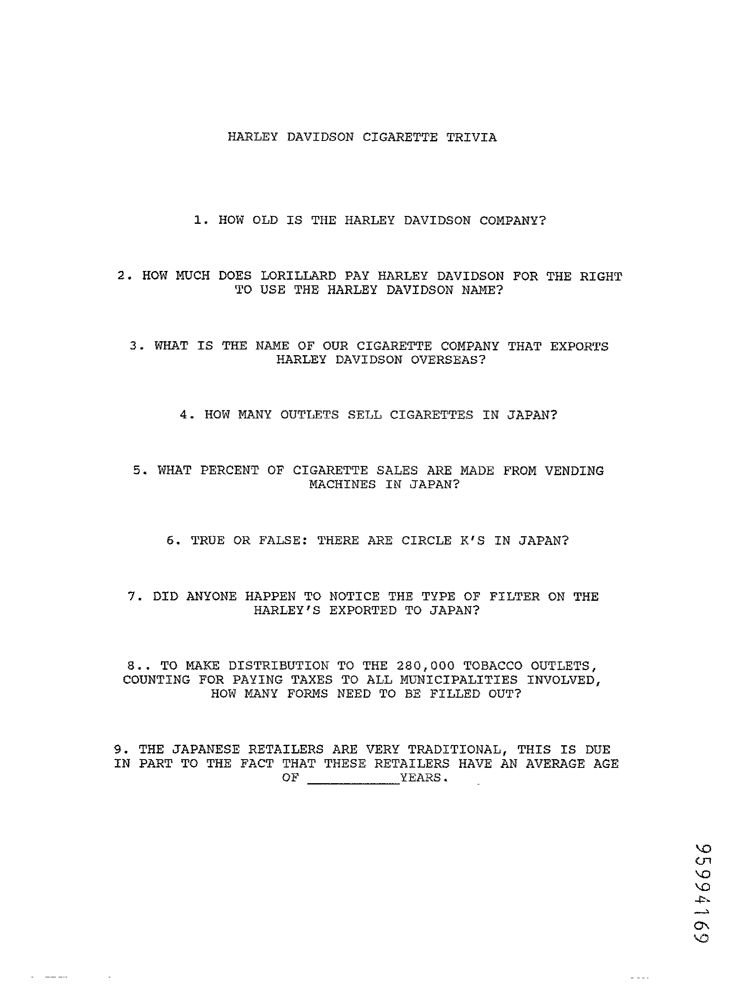 HARLEY DAVIDSON CIGARETTE TRIVIA
1. HOW OLD IS THE HARLEY DAVIDSON COMPANY?
2. HOW MUCH DOES LORILLARD PAY HARLEY DAVIDSON FOR THE RIGHT
TO USE THE HARLEY DAVIDSON NAME?
3. WHAT IS THE NAME OF OUR CIGARETTE COMPANY THAT EXPORTS
HARLEY DAVIDSON OVERSEAS?
4. HOW MANY OUTLETS SELL CIGARETTES IN JAPAN?
5. WHAT PERCENT OF CIGARETTE SALES ARE MADE FROM VENDING
MACHINES IN JAPAN?
6. TRUE OR FALSE: THERE ARE CIRCLE K'S IN JAPAN?
7. DID ANYONE HAPPEN TO NOTICE THE TYPE OF FILTER ON THE
HARLEY'S EXPORTED TO JAPAN?
8.. TO MAKE DISTRIBUTION TO THE 280,000 TOBACCO OUTLETS,
COUNTING FOR PAYING TAXES TO ALL MUNICIPALITIES INVOLVED,
HOW MANY FORMS NEED TO BE FILLED OUT?
9. THE JAPANESE RETAILERS ARE VERY TRADITIONAL, THIS IS DUE
IN PART TO THE FACT THAT THESE RETAILERS HAVE AN AVERAGE AGE
OF ___________YEARS.
95994169